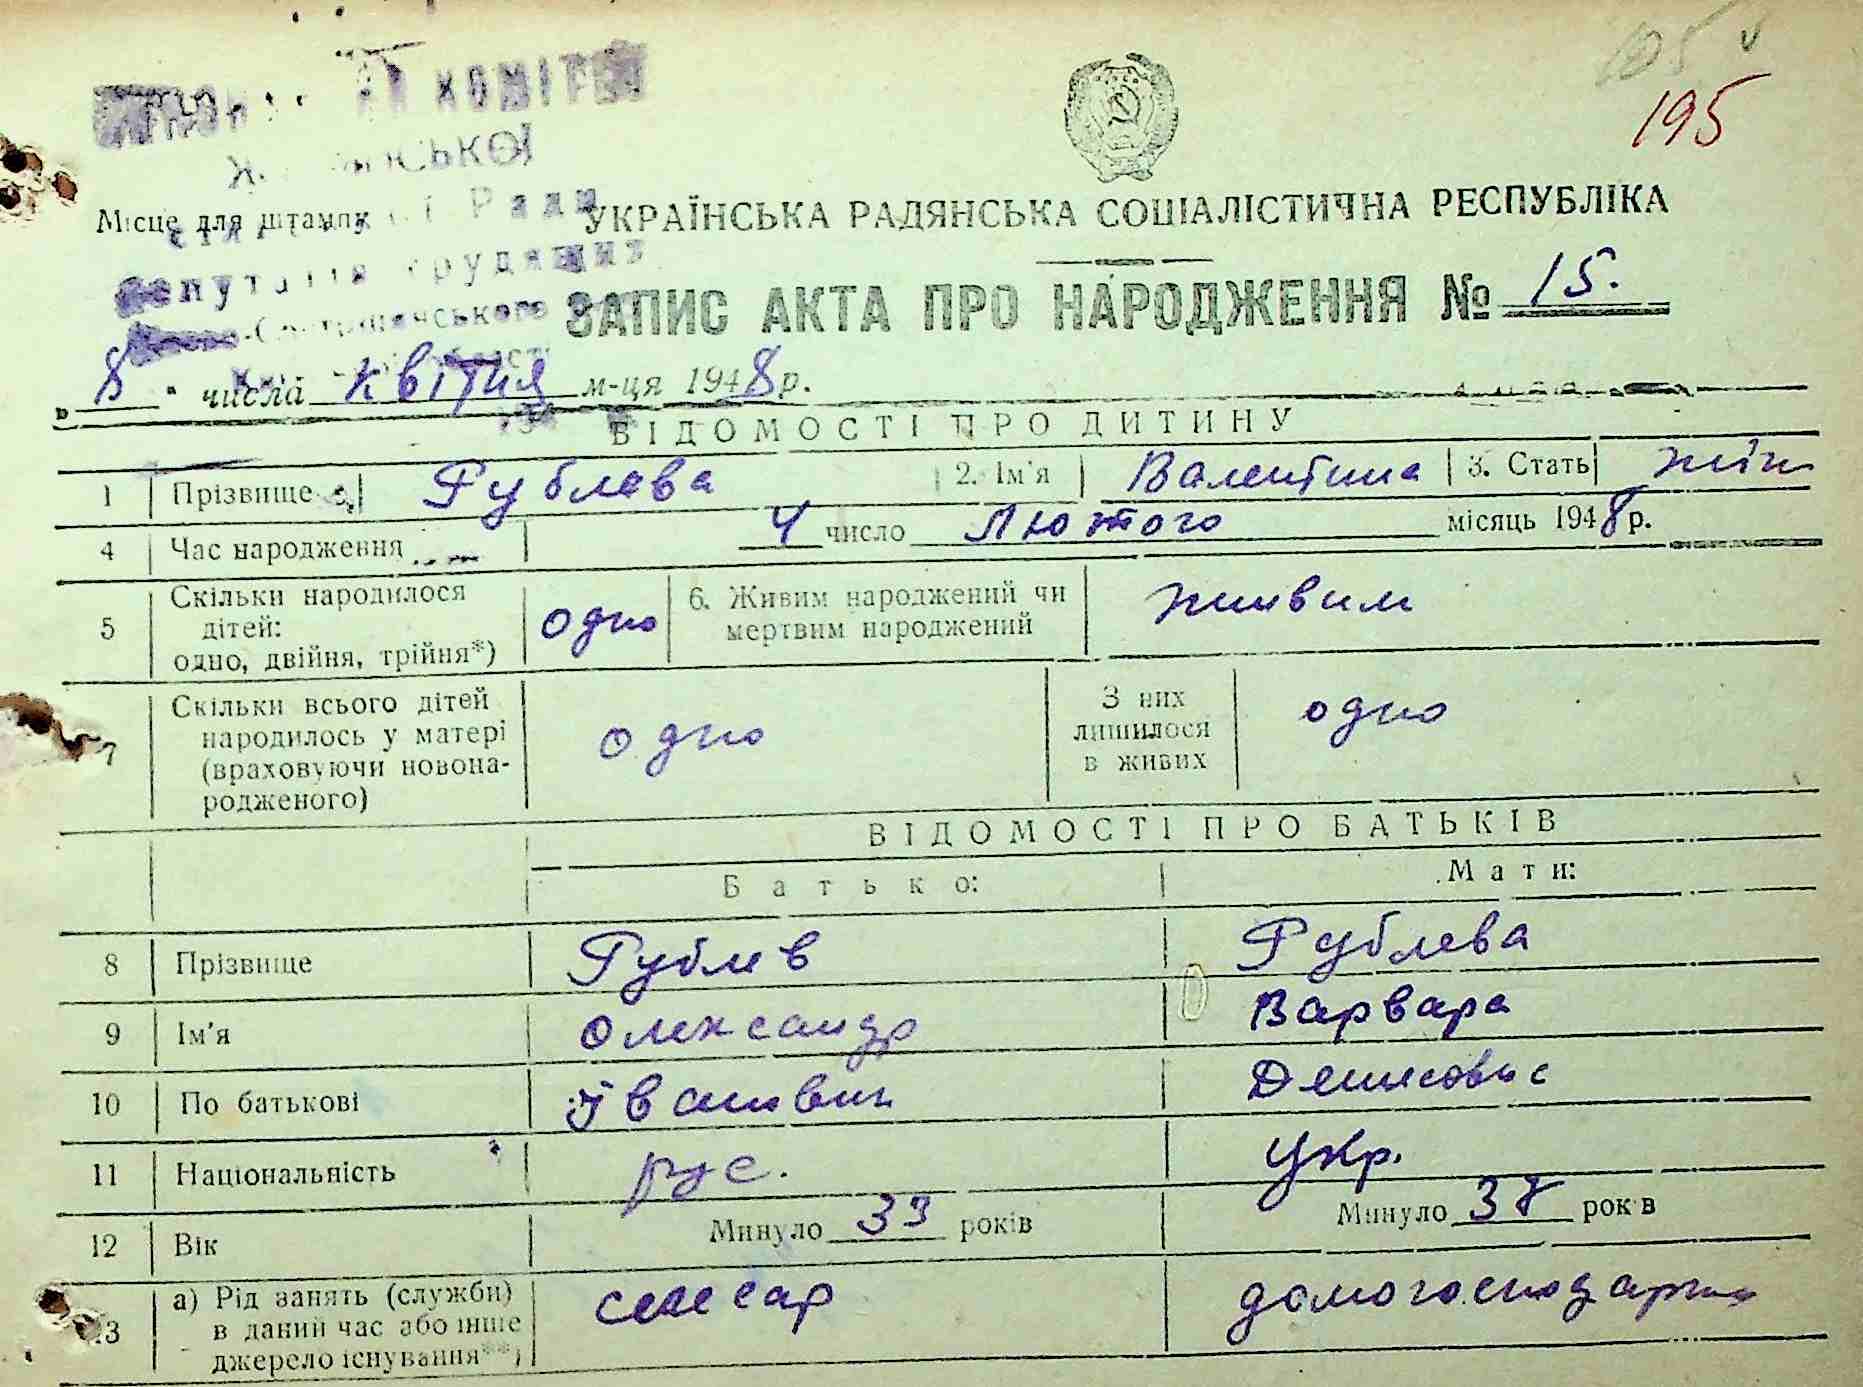 195
КОМІТЕТ
Ради
Місце для штампу
УКРАЇНСЬКА РАДЯНСЬКА СОЦІАЛІСТИЧНА РЕСПУБЛІКА
ЗАПИС АКТА ПРО НАРОДЖЕННЯ № 15.
„ 8 " числа квітня м-ця 1948 р.
ВІДОМОСТІ ПРО ДИТИНУ
1 Прізвище Рублева 2. Ім'я Валентина 3. Стать жін
4 Час народження 4 число Лютого місяць 1948 р.
5 Скільки народилося дітей: одно, двійня, трійня*) одно 6. Живим народжений чи мертвим народжений живим
7 Скільки всього дітей народилось у матері (враховуючи новонародженого) одно З них лишилося в живих одно
ВІДОМОСТІ ПРО БАТЬКІВ
Батько: Мати:
8 Прізвище Рублев Рублева
9 Ім'я Олександр Варвара
10 По батькові Іванович Денисовна
11 Національність рус. Укр.
12 Вік Минуло 33 років Минуло 38 років
13 а) Рід занять (служби) в даний час або інше джерело існування**) слесар домогосподарка